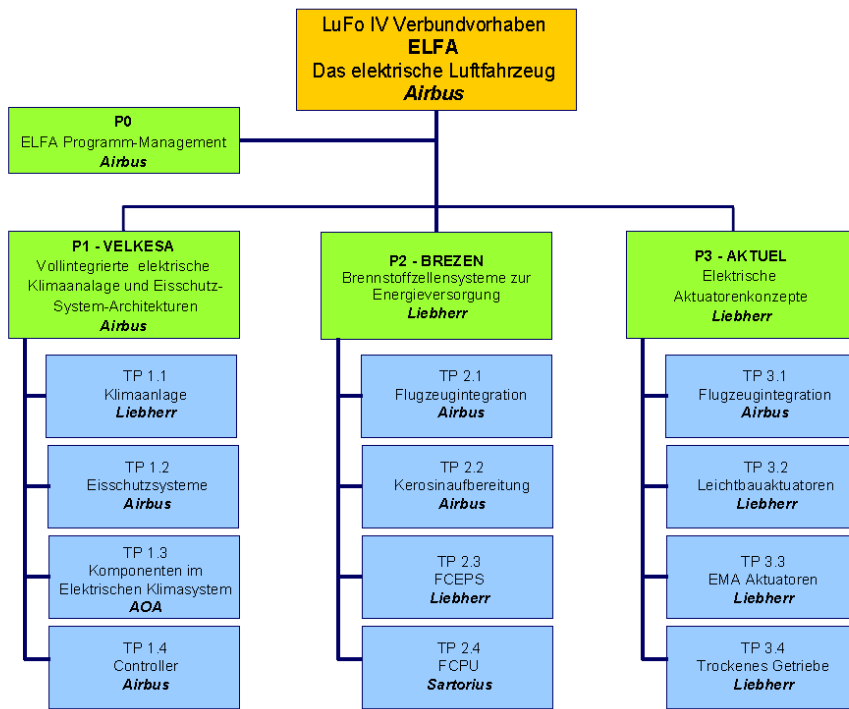 LuFo IV Verbundvorhaben
ELFA
Das elektrische Luftfahrzeug
Airbus
P0
ELFA Programm-Management
Airbus
P1 - VELKESA
Vollintegrierte elektrische
Klimaanalage und Eisschutz-
System-Architekturen
Airbus
TP 1.1
Klimaanlage
Liebherr
TP 1.2
Eisschutzsysteme
Airbus
TP 1.3
Komponenten im
Elektrischen Klimasystem
AOA
TP 1.4
Controller
Airbus
P2 - BREZEN
Brennstoffzellensysteme zur
Energieversorgung
Liebherr
TP 2.1
Flugzeugintegration
Airbus
TP 2.2
Kerosinaufbereitung
Airbus
TP 2.3
FCEPS
Liebherr
TP 2.4
FCPU
Sartorius
P3 - AKTUEL
Elektrische
Aktuatorenkonzepte
Liebherr
TP 3.1
Flugzeugintegration
Airbus
TP 3.2
Leichtbauaktuatoren
Liebherr
TP 3.3
EMA Aktuatoren
Liebherr
TP 3.4
Trockenes Getriebe
Liebherr